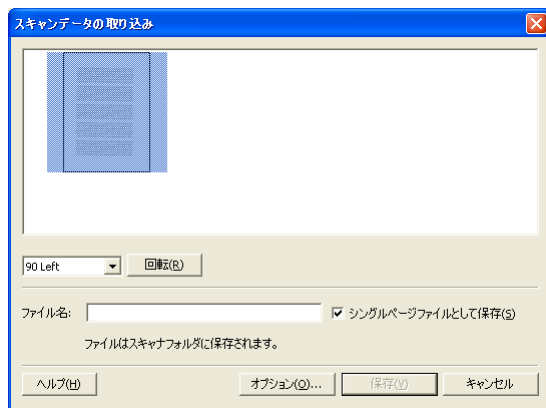 スキャンデータの取り込み
90 Left
回転(R)
ファイル名:
シングルページファイルとして保存(S)
ファイルはスキャナフォルダに保存されます。
ヘルプ(H)
オプション(O)...
保存(V)
キャンセル